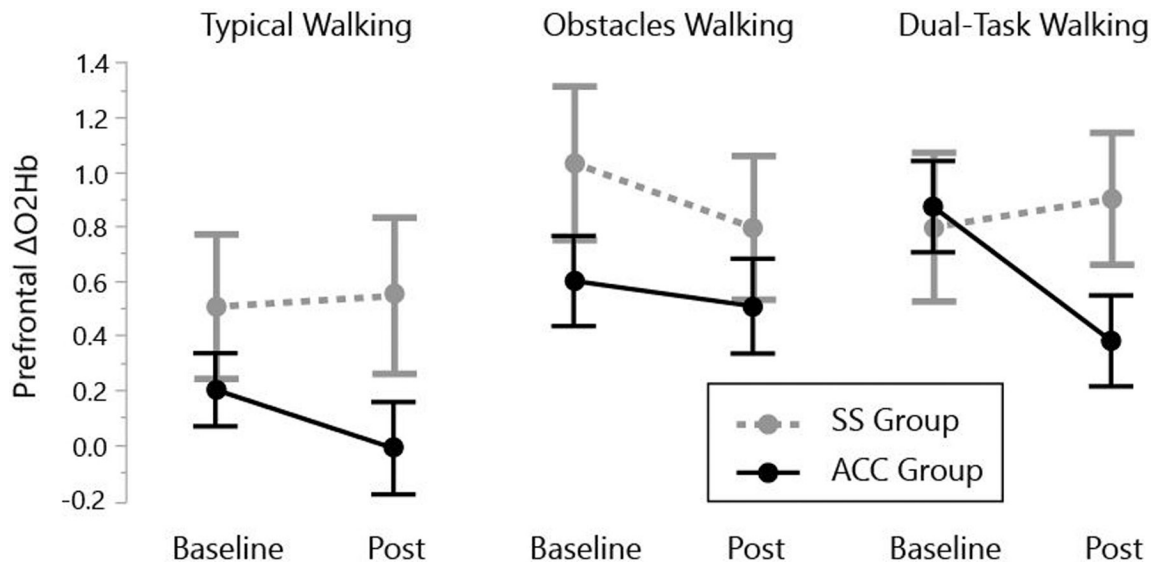 Typical Walking
Obstacles Walking
Dual-Task Walking
Prefrontal ΔO2Hb
1.4
1.2
1.0
0.8
0.6
0.4
0.2
0.0
-0.2
SS Group
ACC Group
Baseline
Post
Baseline
Post
Baseline
Post